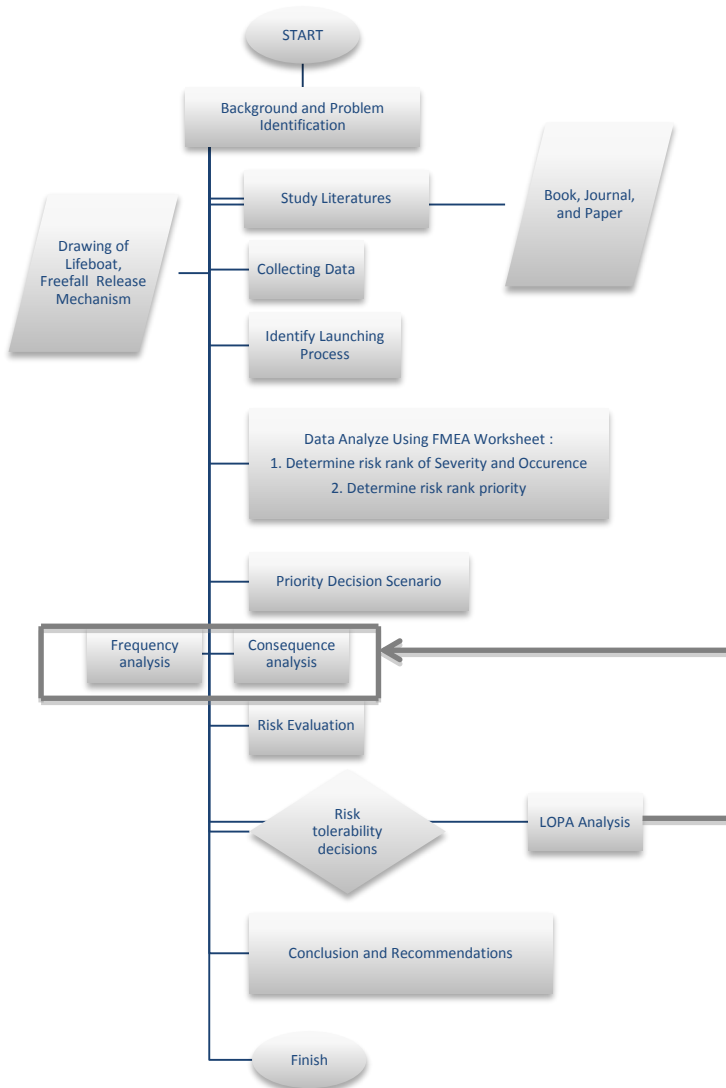 START
Background and Problem
Identification
Study Literatures
Book, Journal,
and Paper
Drawing of
Lifeboat,
Freefall Release
Mechanism
Collecting Data
Identify Launching
Process
Data Analyze Using FMEA Worksheet :
1. Determine risk rank of Severity and Occurence
2. Determine risk rank priority
Priority Decision Scenario
Frequency
analysis
Consequence
analysis
Risk Evaluation
Risk
tolerability
decisions
LOPA Analysis
Conclusion and Recommendations
Finish